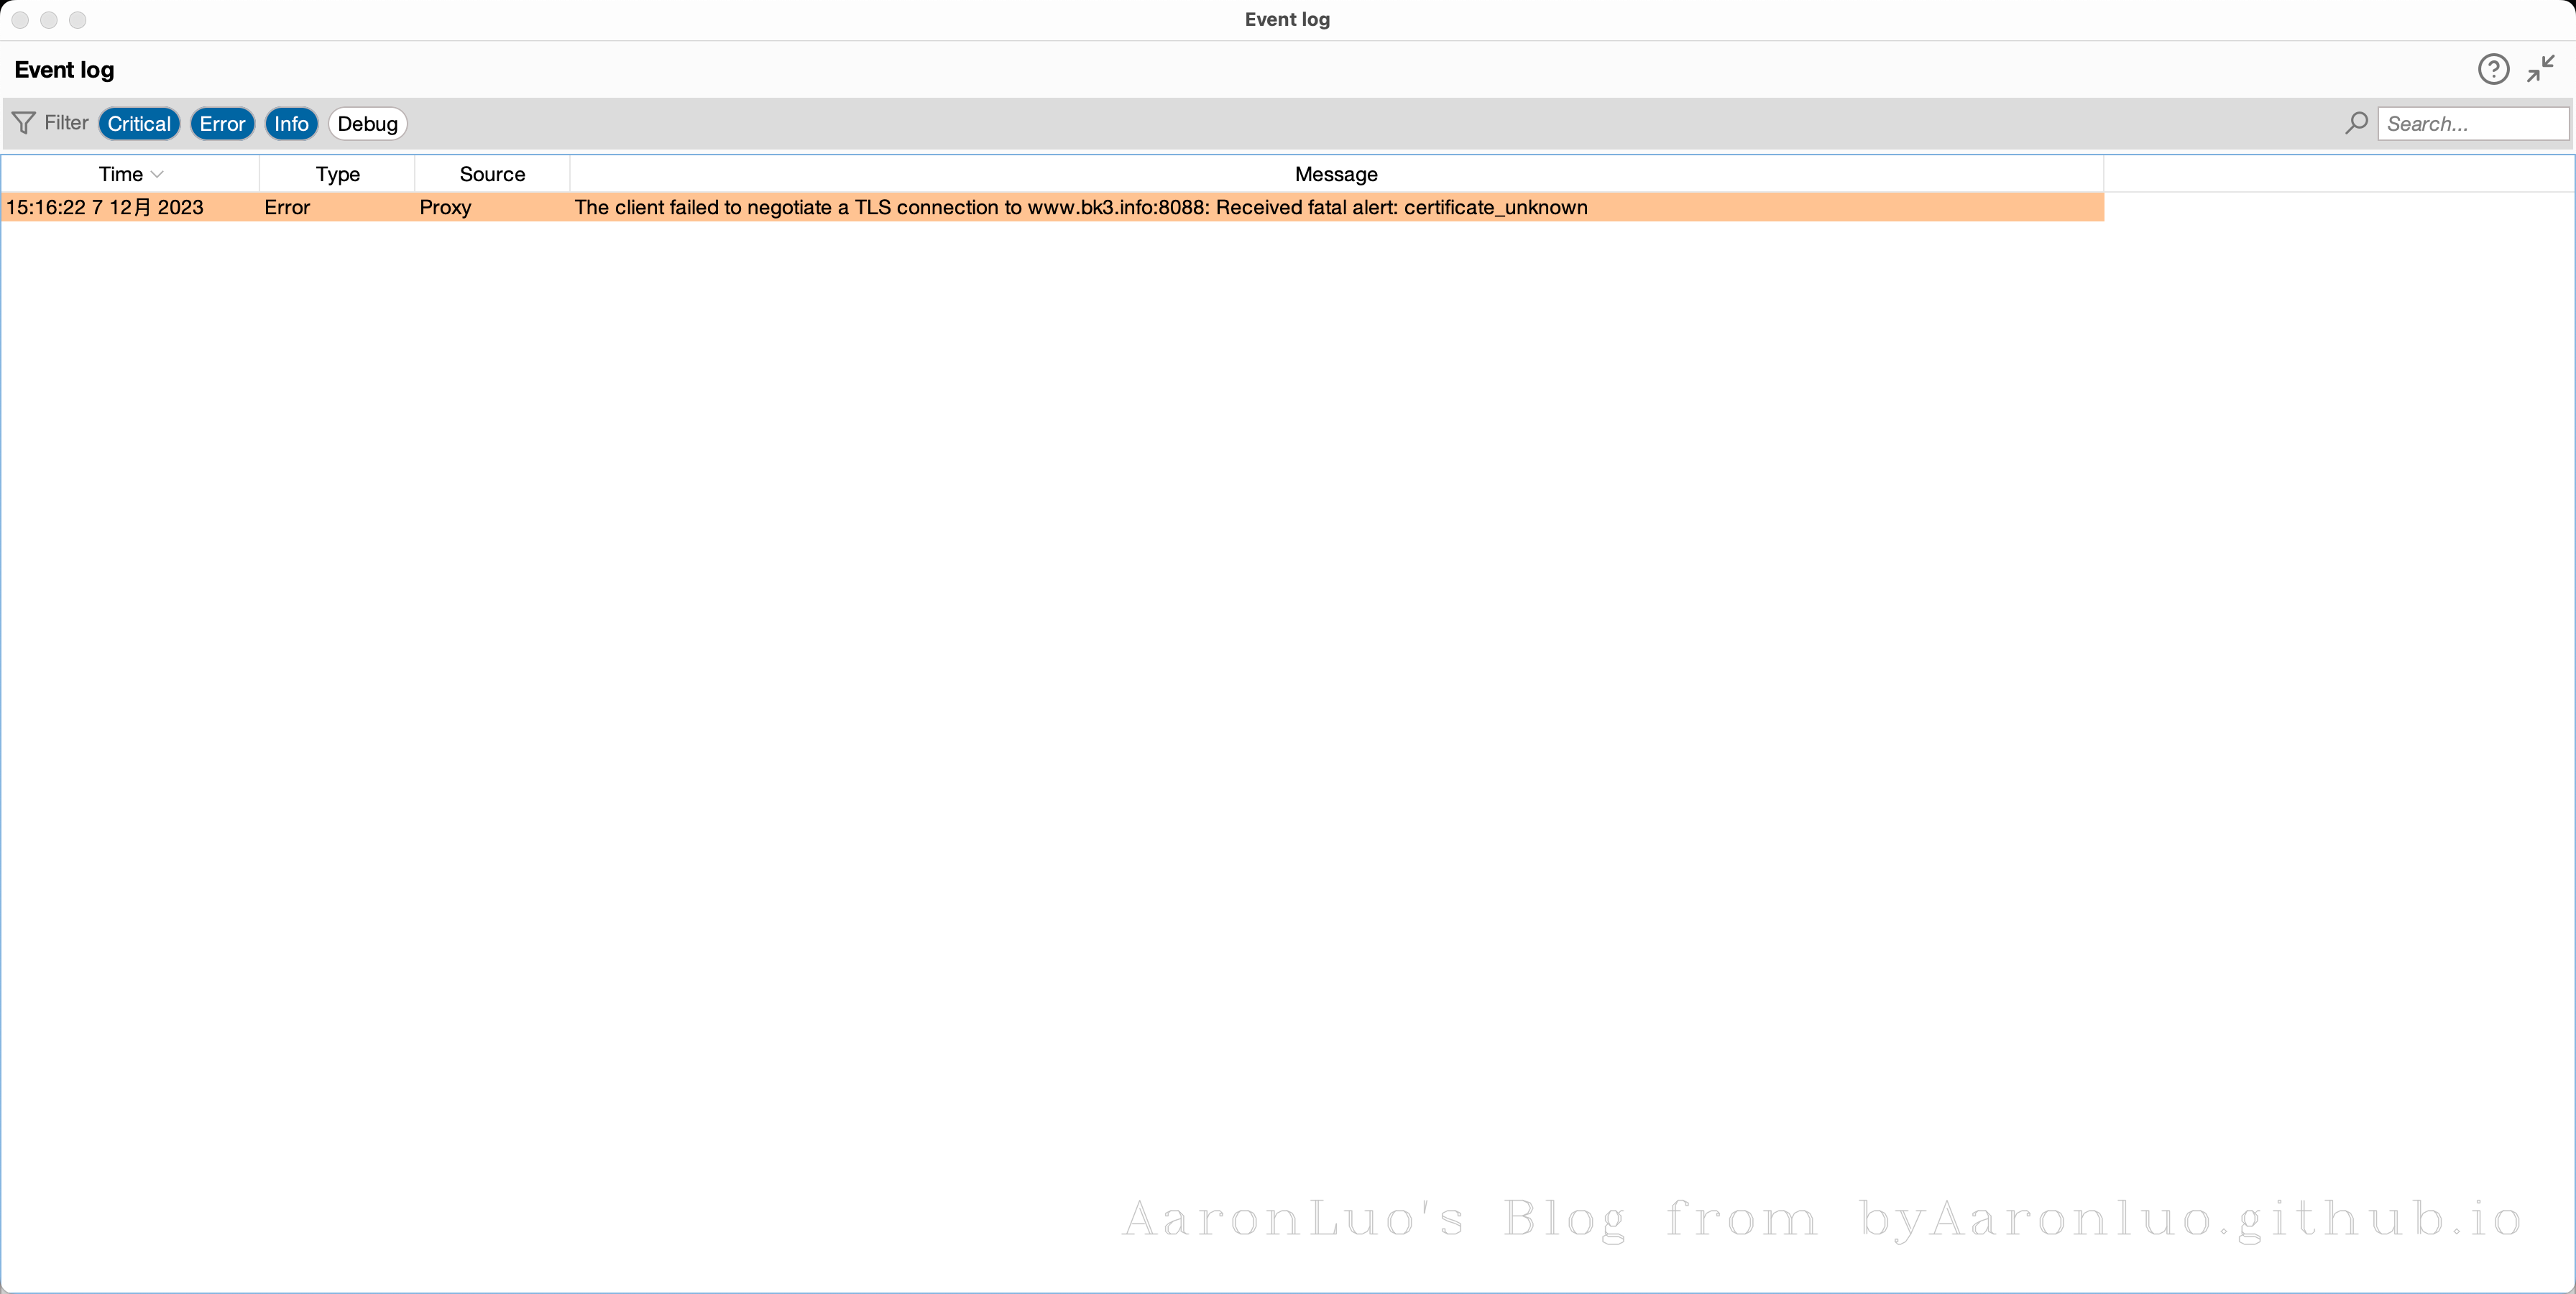 Event log
Event log
Filter Critical Error Info Debug Search...
Time Type Source Message
15:16:22 7 12月 2023 Error Proxy The client failed to negotiate a TLS connection to www.bk3.info:8088: Received fatal alert: certificate_unknown
AaronLuo's Blog from byAaronluo.github.io